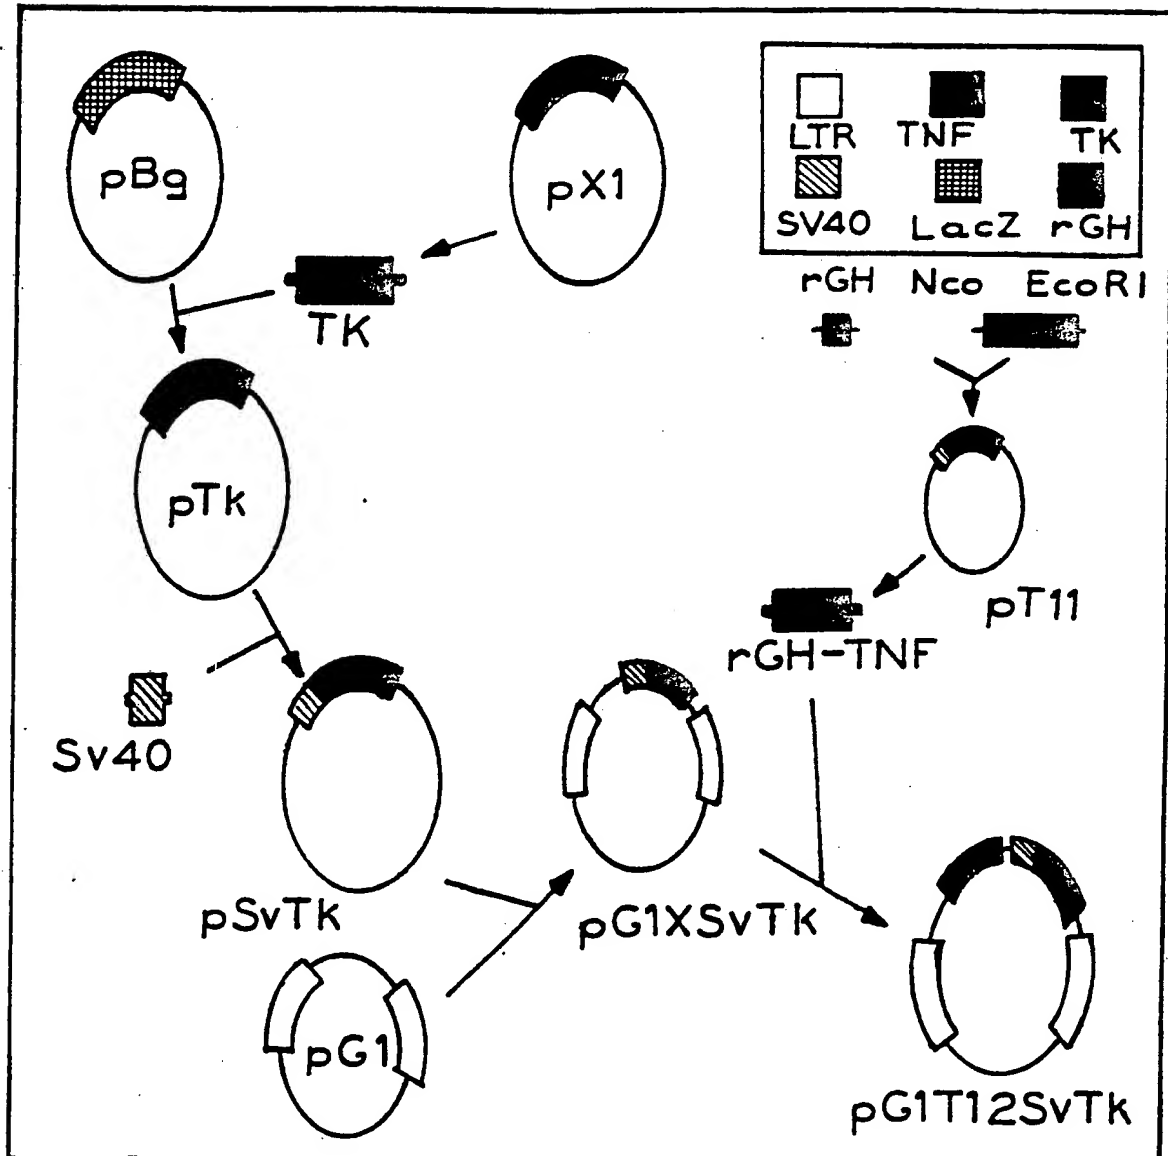 pBg
pX1
LTR TNF TK
SV40 LacZ rGH
rGH Nco EcoRI
TK
pTk
pT11
rGH-TNF
Sv40
pSvTk
pG1XSvTk
pG1
pG1T12SvTk